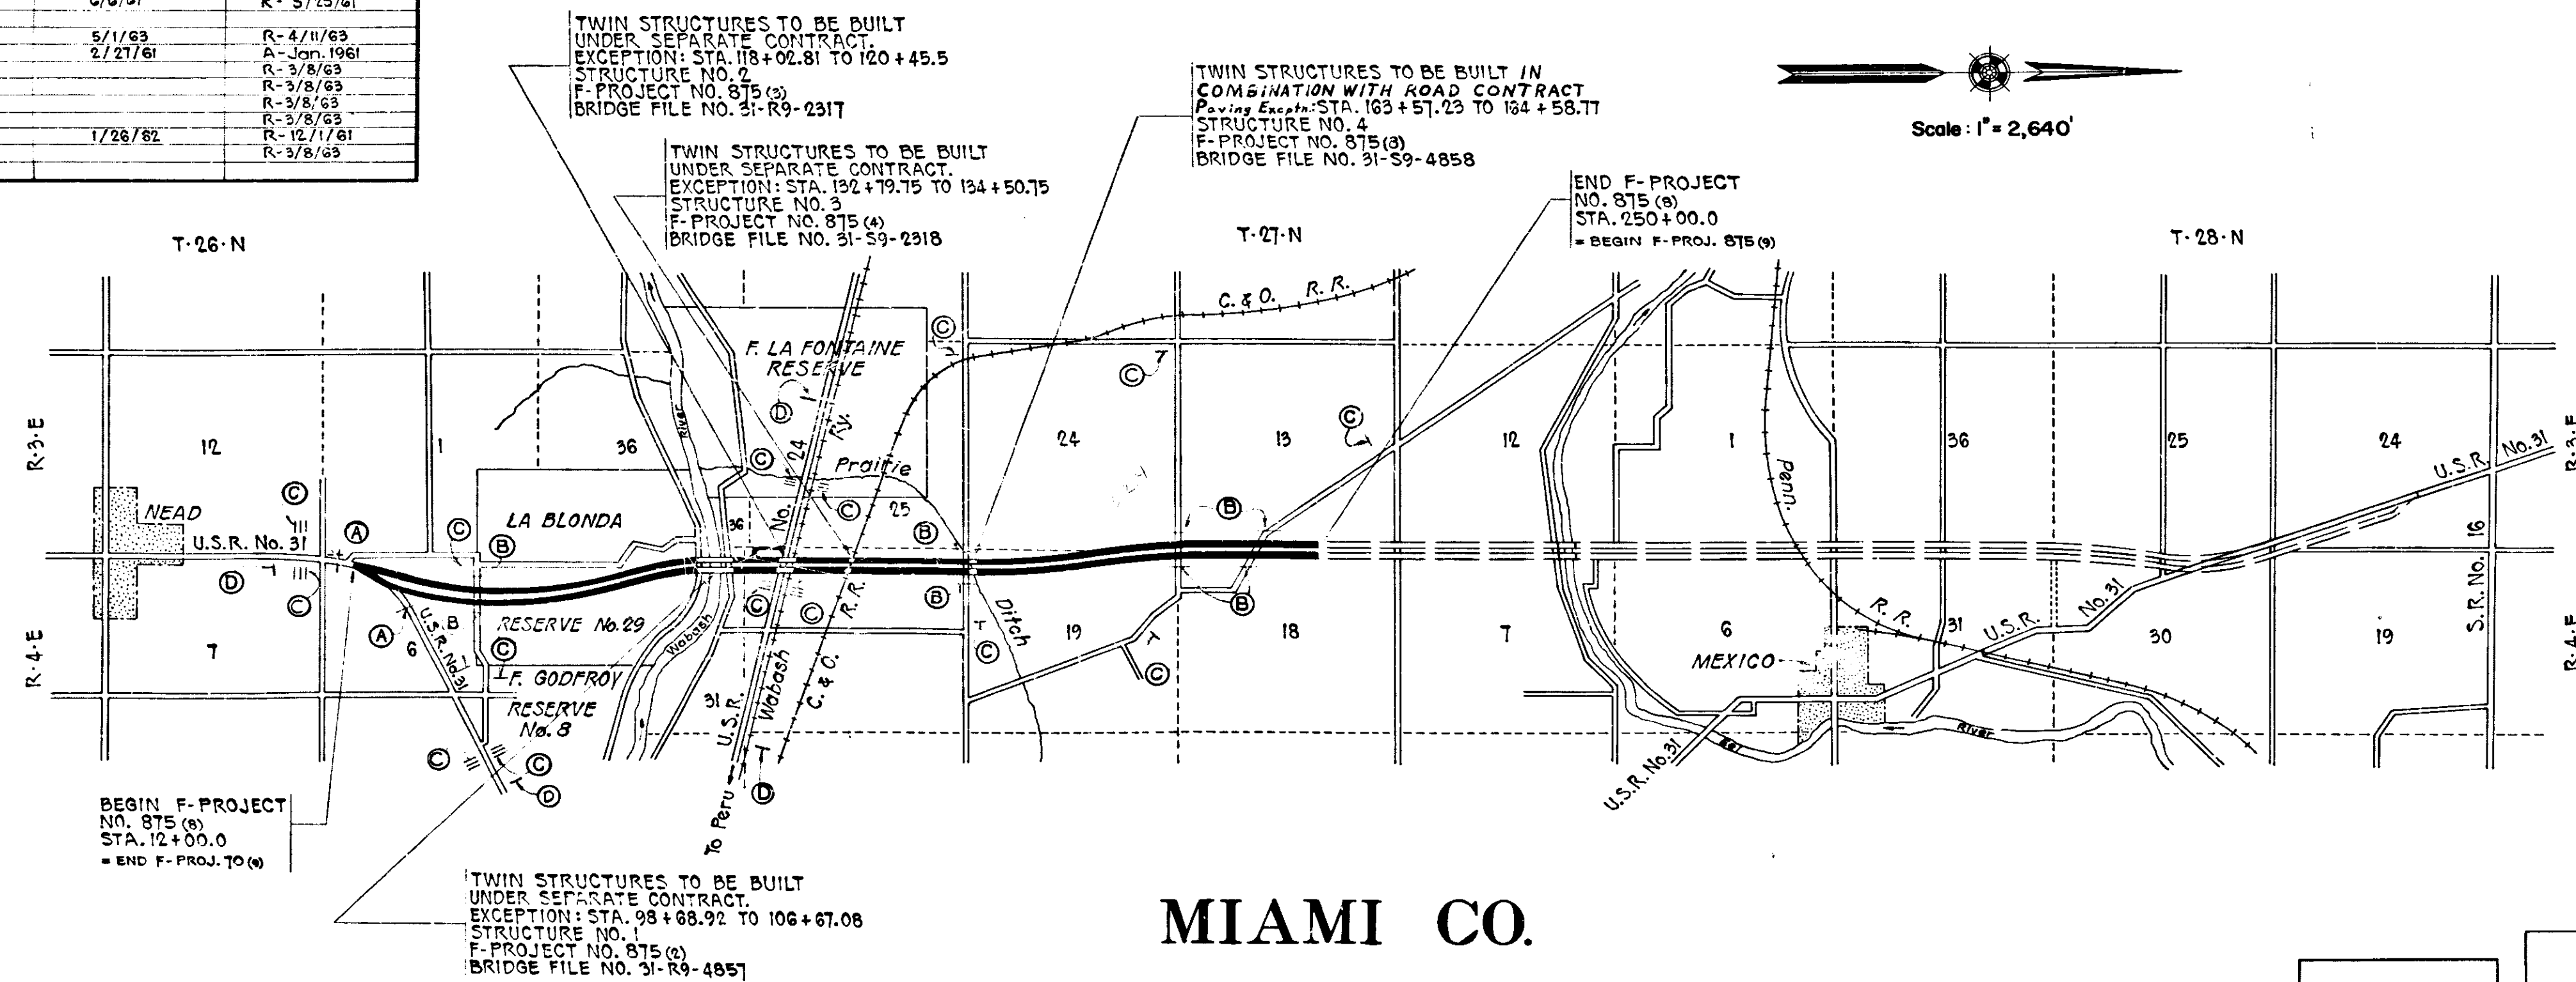 6/6/61 R- 5/25/61
5/1/63 R- 4/11/63
2/27/61 A-Jan. 1961
R- 3/8/63
R-3/8/63
R-3/8/63
R-3/8/63
1/26/62 R-12/1/61
R-3/8/63
TWIN STRUCTURES TO BE BUILT
UNDER SEPARATE CONTRACT.
EXCEPTION: STA. 118+02.81 TO 120+45.5
STRUCTURE NO. 2
F-PROJECT NO. 875 (3)
BRIDGE FILE NO. 31-R9-2317
TWIN STRUCTURES TO BE BUILT
UNDER SEPARATE CONTRACT.
EXCEPTION: STA. 132+79.75 TO 134+50.75
STRUCTURE NO. 3
F-PROJECT NO. 875 (4)
BRIDGE FILE NO. 31-S9-2318
TWIN STRUCTURES TO BE BUILT IN
COMBINATION WITH ROAD CONTRACT
Paving Exceptn.: STA. 163+57.23 TO 164+58.77
STRUCTURE NO. 4
F-PROJECT NO. 875 (8)
BRIDGE FILE NO. 31-S9-4858
END F-PROJECT
NO. 875 (8)
STA. 250+00.0
= BEGIN F-PROJ. 875 (9)
Scale : 1" = 2,640'
T·26·N
T·27·N
T·28·N
C. & O. R. R.
F. LA FONTAINE
RESERVE
C
C
D
C
R·3·E
12
1
36
River
24
Ry.
24
13
12
1
36
25
24
R·3·E
Prairie
C
C
25
Penn.
U.S.R. No. 31
NEAD
C
A
C
B
LA BLONDA
36
No.
B
B
U.S.R. No. 31
D
C
S.R. No. 16
C
C
B
B
Ditch
R·4·E
7
A
6
U.S.R. No. 31
B
C
RESERVE No. 29
Wabash
R. R.
C
19
C
18
7
6
R. R.
31
U.S.R. No. 31
30
19
R·4·E
F. GODFROY
RESERVE
No. 8
31
U.S.R.
Wabash
C. & O.
MEXICO
C
C
D
D
To Peru
U.S.R. No. 31
Eel
River
BEGIN F-PROJECT
NO. 875 (8)
STA. 12+00.0
= END F-PROJ. 70 (9)
TWIN STRUCTURES TO BE BUILT
UNDER SEPARATE CONTRACT.
EXCEPTION: STA. 98+68.92 TO 106+67.08
STRUCTURE NO. 1
F-PROJECT NO. 875 (2)
BRIDGE FILE NO. 31-R9-4857
MIAMI CO.